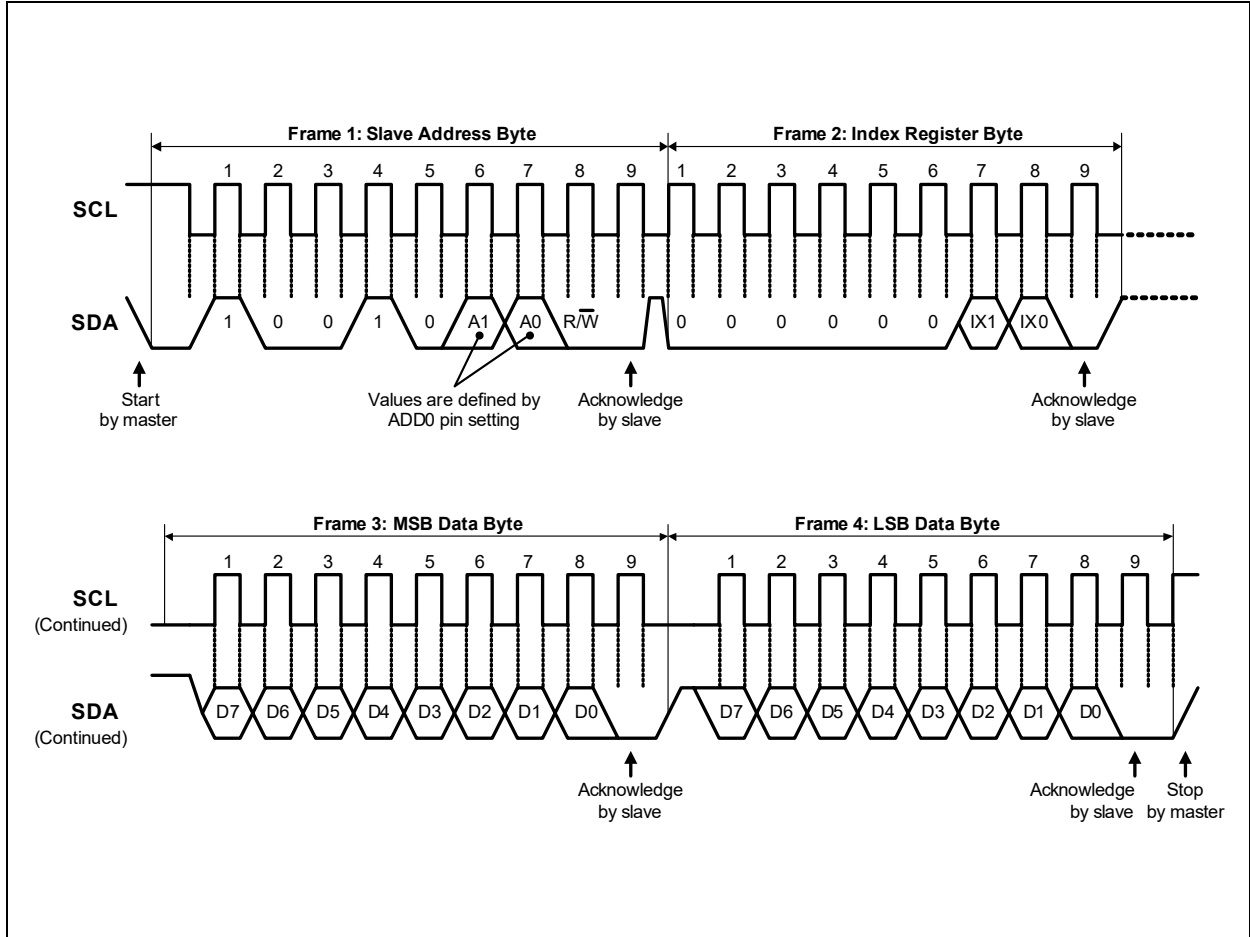 Frame 1: Slave Address Byte Frame 2: Index Register Byte
1 2 3 4 5 6 7 8 9 1 2 3 4 5 6 7 8 9
SCL
SDA 1 0 0 1 0 A1 A0 R/W̅ 0 0 0 0 0 0 IX1 IX0
Start
by master
Values are defined by
ADD0 pin setting
Acknowledge
by slave
Acknowledge
by slave
Frame 3: MSB Data Byte Frame 4: LSB Data Byte
1 2 3 4 5 6 7 8 9 1 2 3 4 5 6 7 8 9
SCL
(Continued)
SDA D7 D6 D5 D4 D3 D2 D1 D0 D7 D6 D5 D4 D3 D2 D1 D0
(Continued)
Acknowledge
by slave
Acknowledge
by slave
Stop
by master